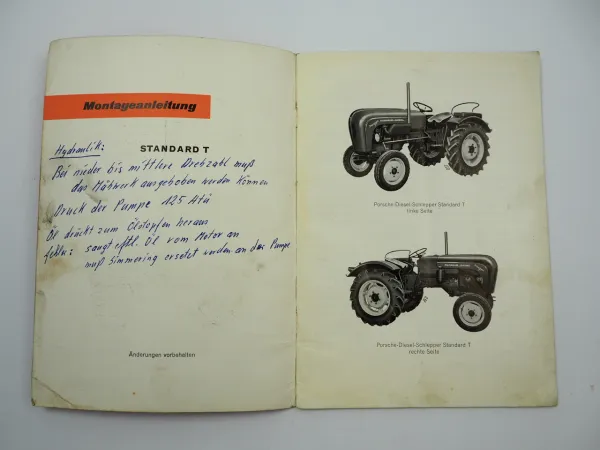 Montageanleitung
STANDARD T
Hydraulik:
Bei nieder bis mittlere Drehzahl muß
das Mähwerk ausgehoben werden können
Druck der Pumpe 125 Atü
Öl drückt zum Ölstopfen heraus
Fehler: saugt Öl vom Motor an
muß Simmering ersetzt werden an der Pumpe
Änderungen vorbehalten
Porsche-Diesel-Schlepper Standard T
linke Seite
Porsche-Diesel-Schlepper Standard T
rechte Seite